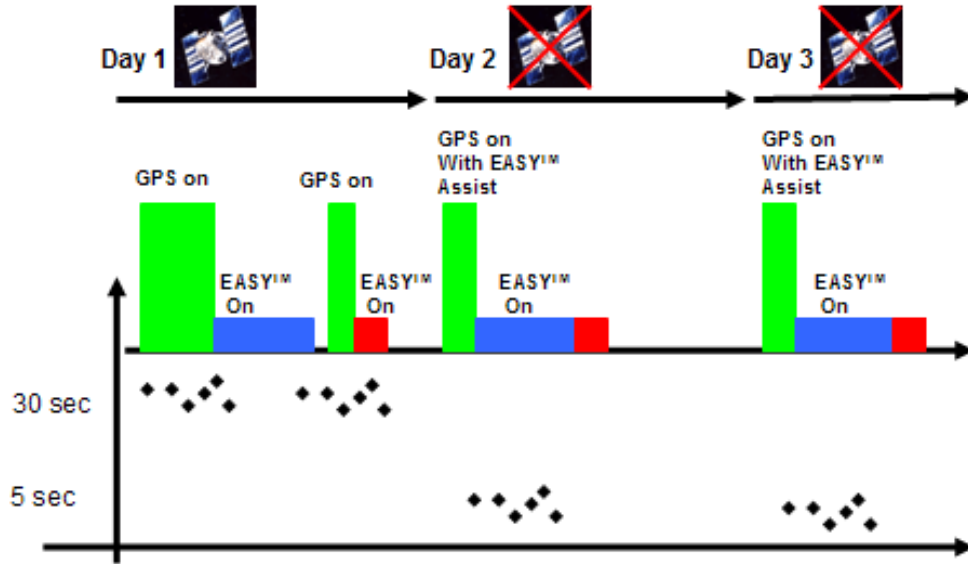 Day 1
Day 2
Day 3
GPS on
GPS on
GPS on
With EASY™
Assist
GPS on
With EASY™
Assist
EASY™
On
EASY™
On
EASY™
On
EASY™
On
30 sec
5 sec